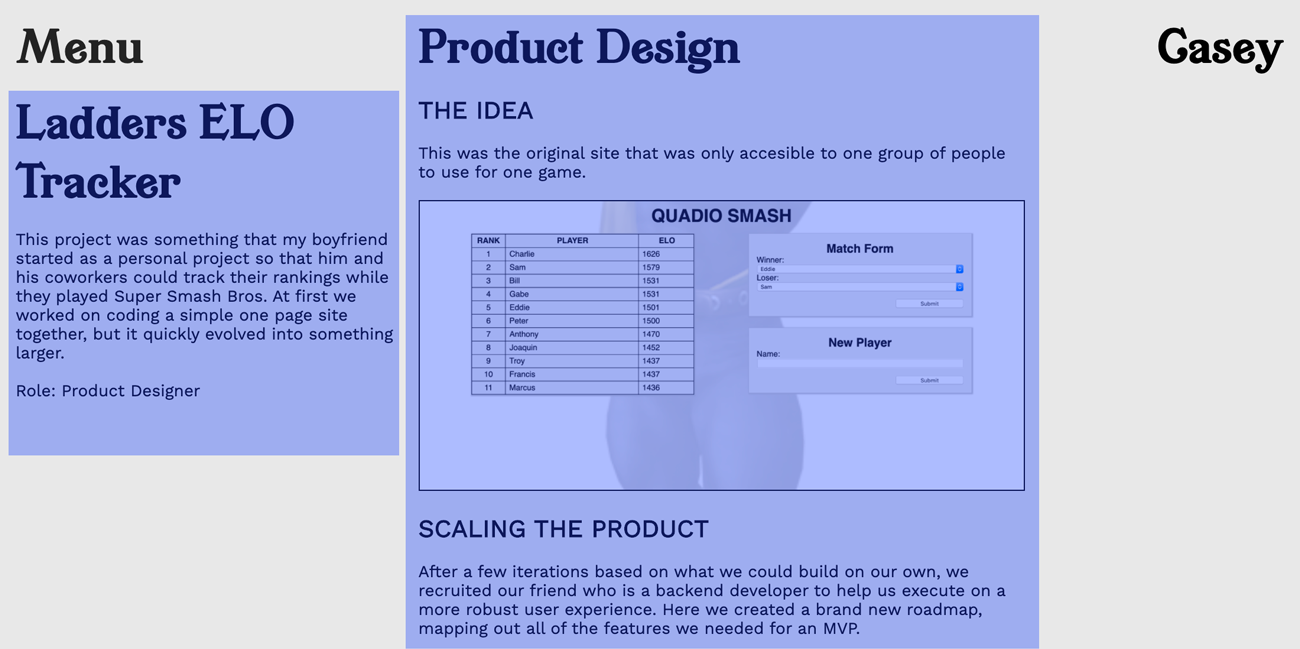 Menu
Ladders ELO
Tracker
This project was something that my boyfriend
started as a personal project so that him and
his coworkers could track their rankings while
they played Super Smash Bros. At first we
worked on coding a simple one page site
together, but it quickly evolved into something
larger.
Role: Product Designer
Product Design
THE IDEA
This was the original site that was only accesible to one group of people
to use for one game.
QUADIO SMASH
RANK PLAYER ELO
1 Charlie 1626
2 Sam 1579
3 Bill 1531
4 Gabe 1531
5 Eddie 1501
6 Peter 1500
7 Anthony 1470
8 Joaquin 1452
9 Troy 1437
10 Francis 1437
11 Marcus 1436
Match Form
Winner:
Eddie
Loser:
Sam
Submit
New Player
Name:
Submit
SCALING THE PRODUCT
After a few iterations based on what we could build on our own, we
recruited our friend who is a backend developer to help us execute on a
more robust user experience. Here we created a brand new roadmap,
mapping out all of the features we needed for an MVP.
Casey